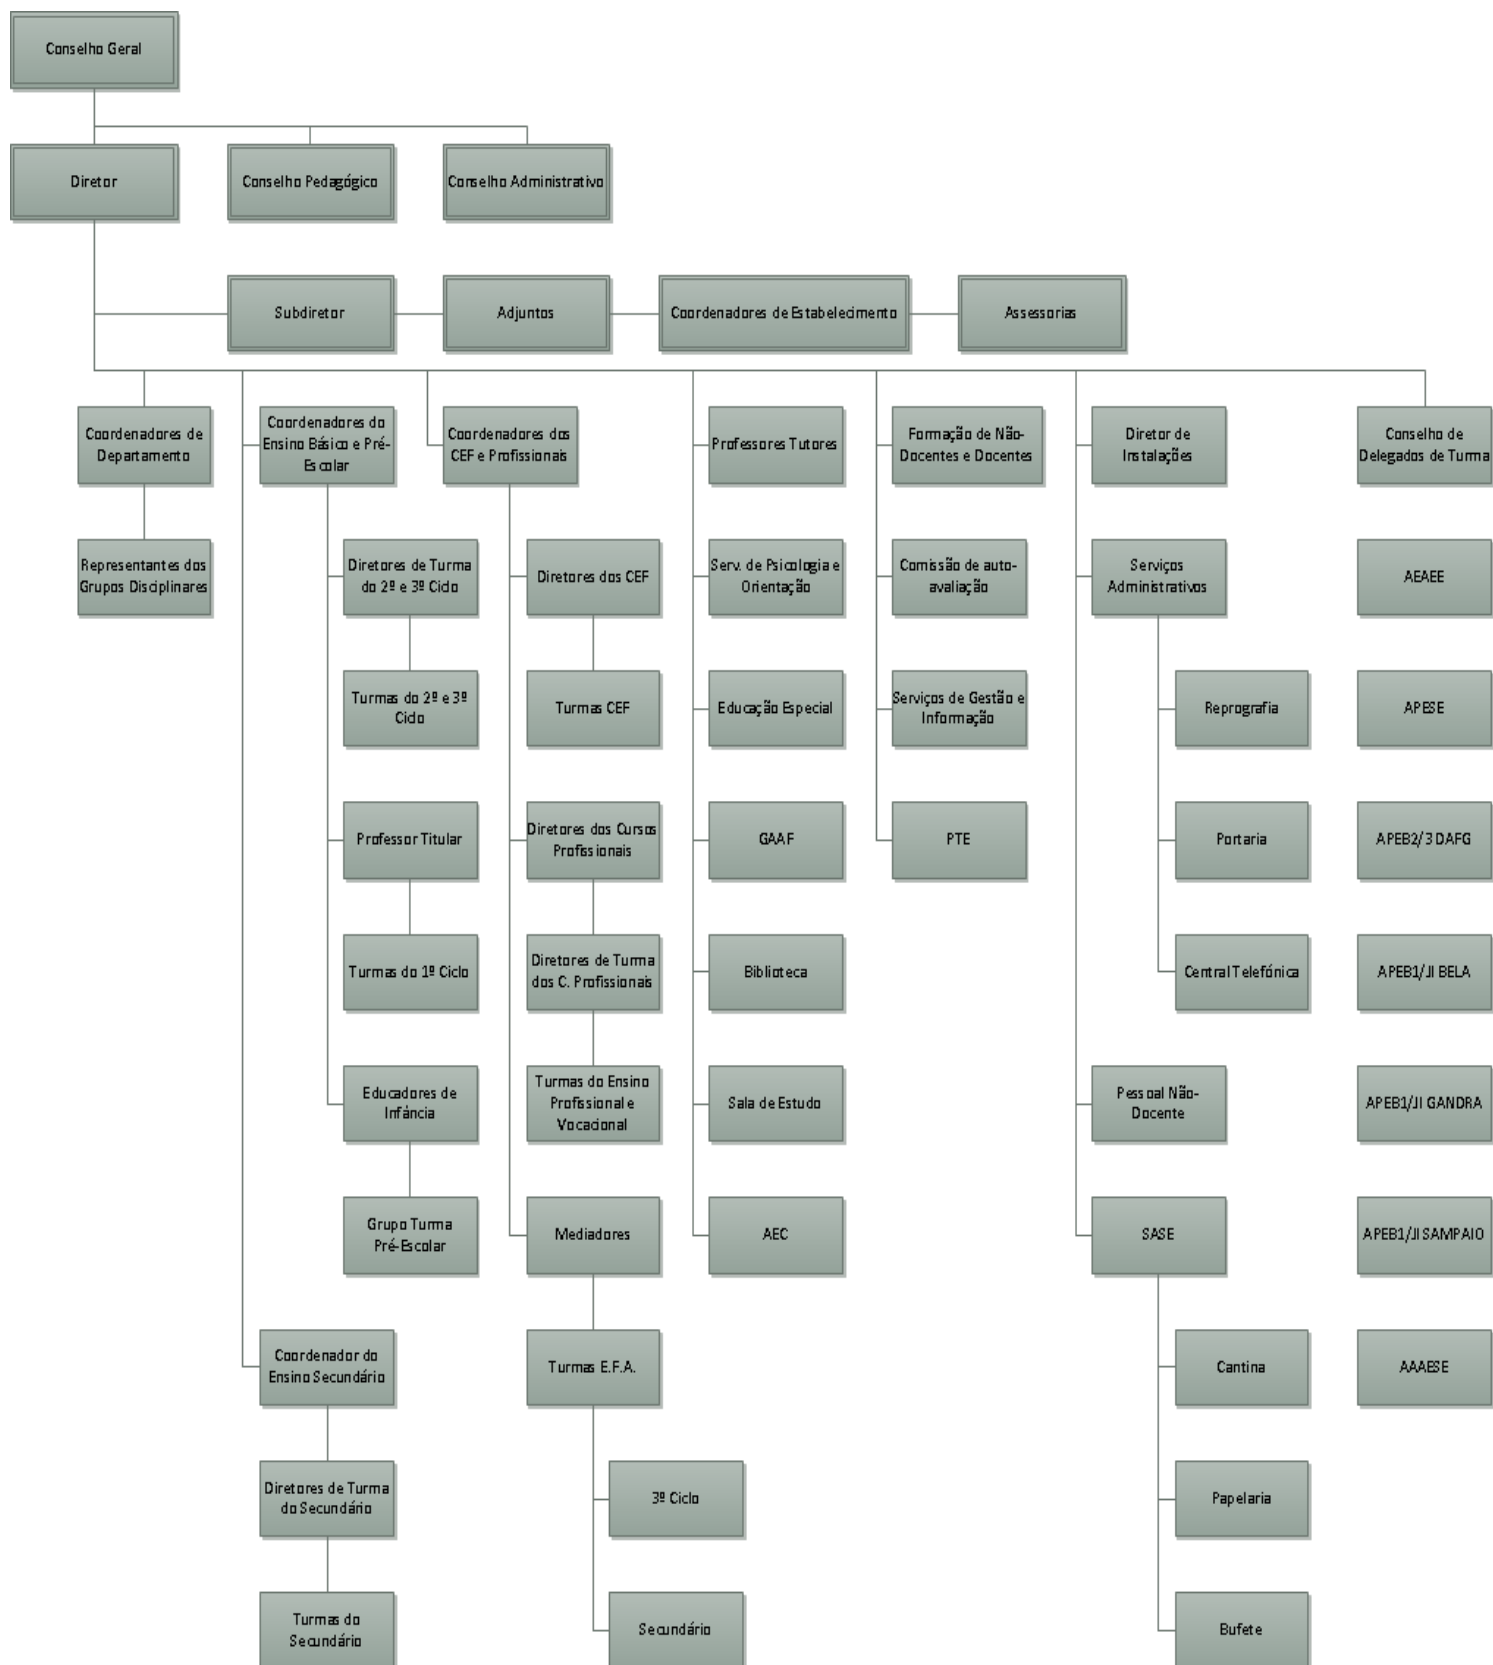 Conselho Geral
Diretor
Conselho Pedagógico
Conselho Administrativo
Subdiretor
Adjuntos
Coordenadores de Estabelecimento
Assessorias
Coordenadores de
Departamento
Coordenadores do
Ensino Básico e Pré-
Escolar
Coordenadores dos
CEF e Profissionais
Professores Tutores
Formação de Não-
Docentes e Docentes
Diretor de
Instalações
Conselho de
Delegados de Turma
Representantes dos
Grupos Disciplinares
Diretores de Turma
do 2º e 3º Ciclo
Diretores dos CEF
Serv. de Psicologia e
Orientação
Comissão de auto-
avaliação
Serviços
Administrativos
AEAEE
Turmas do 2º e 3º
Ciclo
Turmas CEF
Educação Especial
Serviços de Gestão e
Informação
Reprografia
APESE
Professor Titular
Diretores dos Cursos
Profissionais
GAAF
PTE
Portaria
APEB2/3 DAFG
Turmas do 1º Ciclo
Diretores de Turma
dos C. Profissionais
Biblioteca
Central Telefónica
APEB1/JI BELA
Educadores de
Infância
Turmas do Ensino
Profissional e
Vocacional
Sala de Estudo
Pessoal Não-
Docente
APEB1/JI GANDRA
Grupo Turma
Pré-Escolar
Mediadores
AEC
SASE
APEB1/JI SAMPAIO
Coordenador do
Ensino Secundário
Turmas E.F.A.
Cantina
AAAESE
Diretores de Turma
do Secundário
3º Ciclo
Papelaria
Turmas do
Secundário
Secundário
Bufete